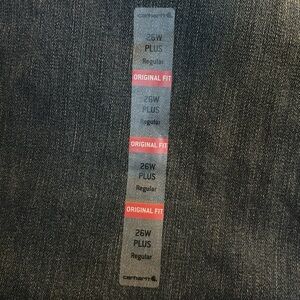 carhartt
26W
PLUS
Regular
ORIGINAL FIT
26W
PLUS
Regular
ORIGINAL FIT
26W
PLUS
Regular
ORIGINAL FIT
26W
PLUS
Regular
carhartt